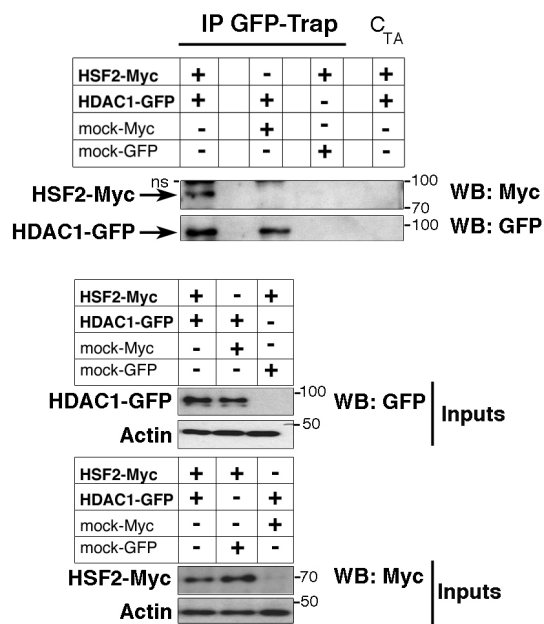 IP GFP-Trap C TA
HSF2-Myc + - + +
HDAC1-GFP + + - +
mock-Myc - + - -
mock-GFP - - + -
ns -100
HSF2-Myc WB: Myc
-70
HDAC1-GFP -100 WB: GFP
HSF2-Myc + - +
HDAC1-GFP + + -
mock-Myc - + -
mock-GFP - - +
HDAC1-GFP -100 WB: GFP
Inputs
Actin -50
HSF2-Myc + + -
HDAC1-GFP + - +
mock-Myc - - +
mock-GFP - + -
HSF2-Myc -70 WB: Myc
Inputs
Actin -50